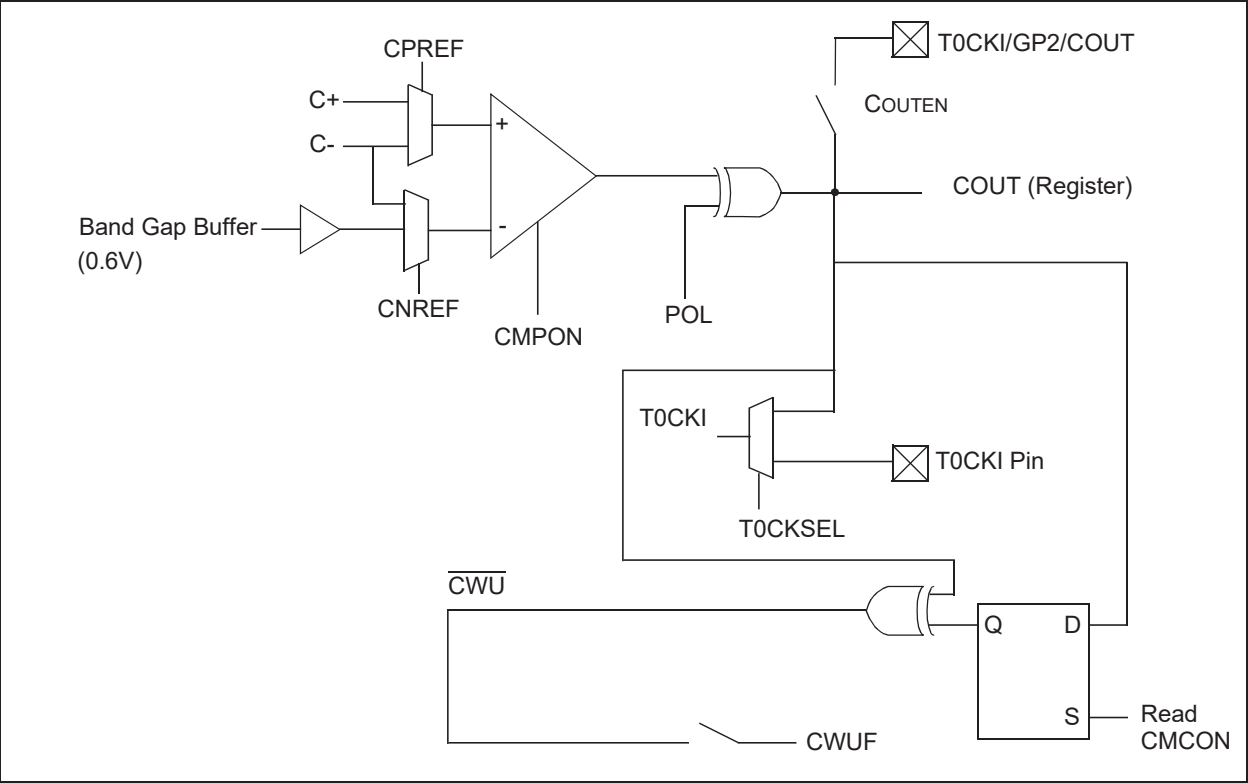 CPREF
T0CKI/GP2/COUT
C+
COUTEN
+
C-
COUT (Register)
Band Gap Buffer
(0.6V)
-
CNREF
POL
CMPON
T0CKI
T0CKI Pin
T0CKSEL
CWU
Q
D
S
Read
CMCON
CWUF